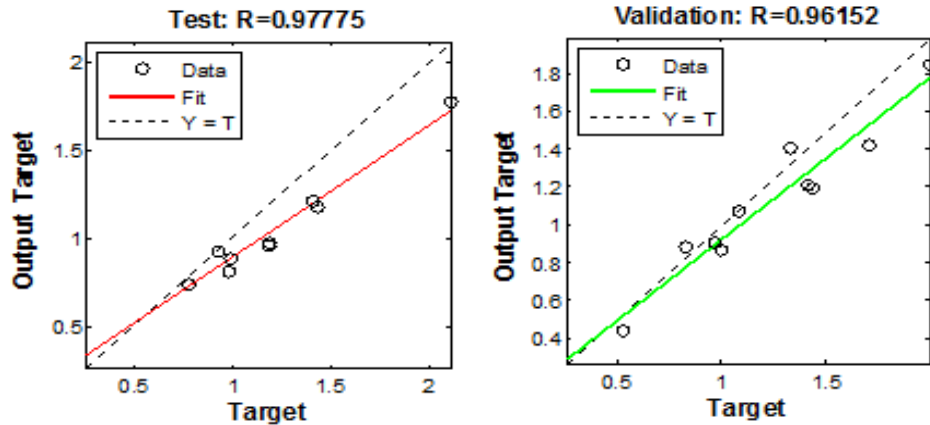 Test: R=0.97775
Output Target
2
1.5
1
0.5
Data
Fit
Y = T
0.5 1 1.5 2
Target
Validation: R=0.96152
Output Target
1.8
1.6
1.4
1.2
1
0.8
0.6
0.4
Data
Fit
Y = T
0.5 1 1.5
Target